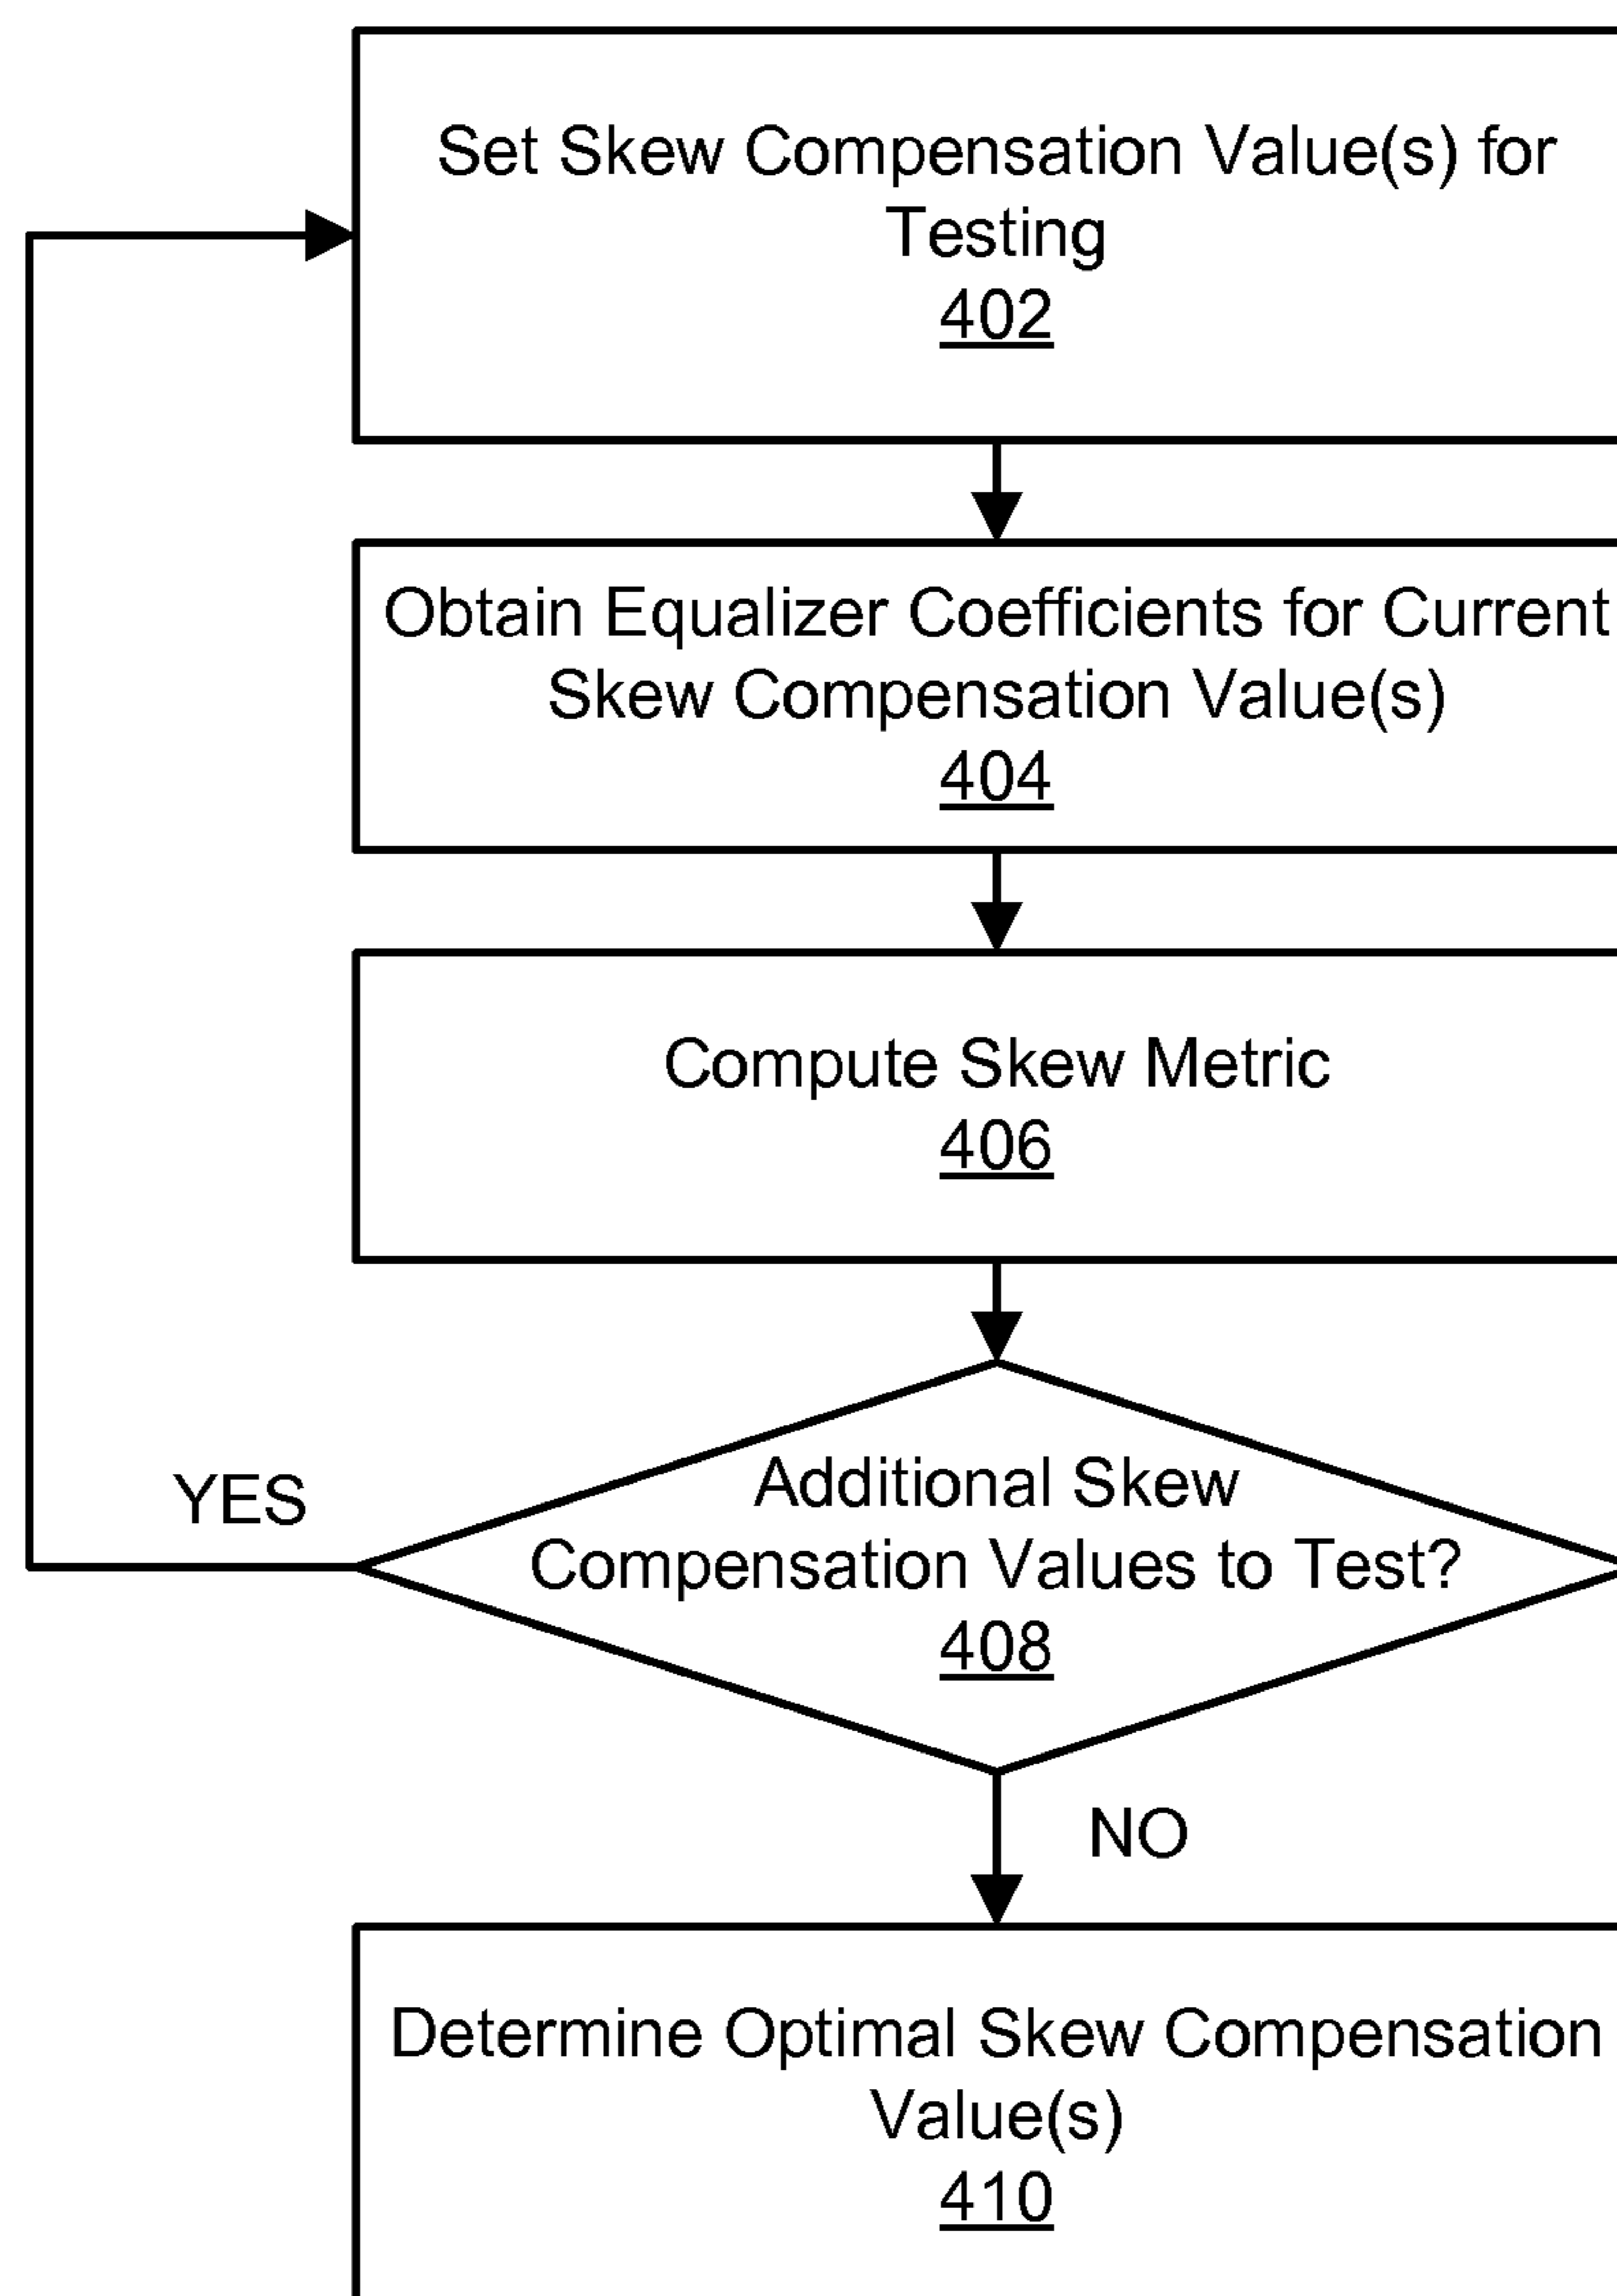 Set Skew Compensation Value(s) for
Testing
402
Obtain Equalizer Coefficients for Current
Skew Compensation Value(s)
404
Compute Skew Metric
406
Additional Skew
Compensation Values to Test?
408
YES
NO
Determine Optimal Skew Compensation
Value(s)
410